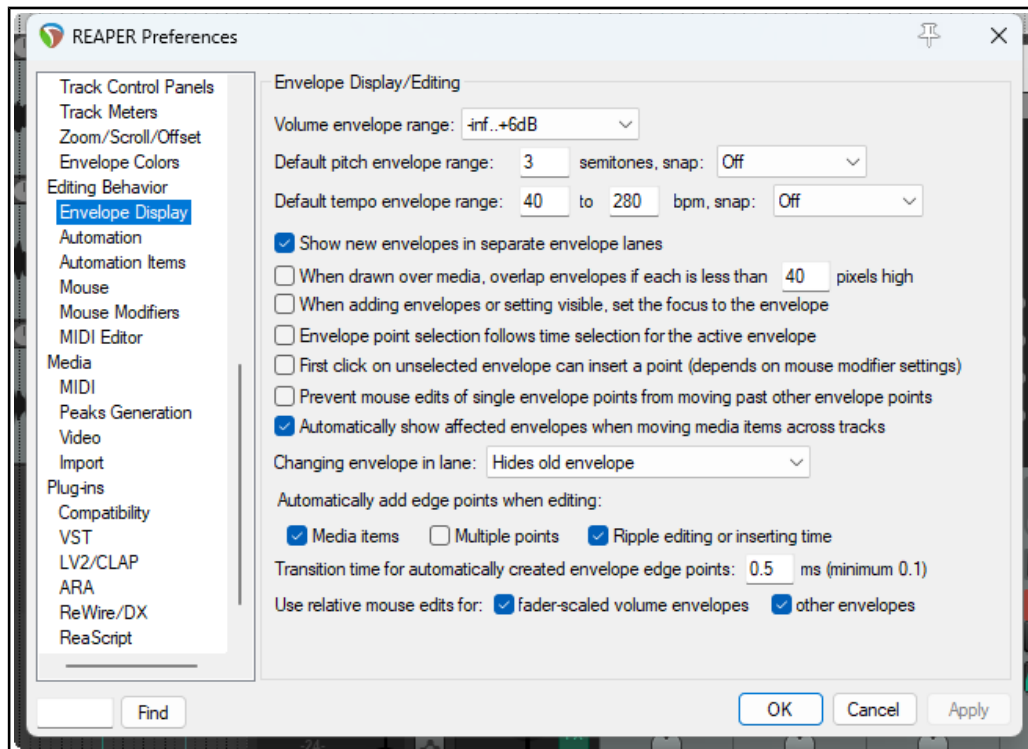 REAPER Preferences
Track Control Panels
Track Meters
Zoom/Scroll/Offset
Envelope Colors
Editing Behavior
Envelope Display
Automation
Automation Items
Mouse
Mouse Modifiers
MIDI Editor
Media
MIDI
Peaks Generation
Video
Import
Plug-ins
Compatibility
VST
LV2/CLAP
ARA
ReWire/DX
ReaScript
Find
Envelope Display/Editing
Volume envelope range: -inf..+6dB
Default pitch envelope range: 3 semitones, snap: Off
Default tempo envelope range: 40 to 280 bpm, snap: Off
Show new envelopes in separate envelope lanes
When drawn over media, overlap envelopes if each is less than 40 pixels high
When adding envelopes or setting visible, set the focus to the envelope
Envelope point selection follows time selection for the active envelope
First click on unselected envelope can insert a point (depends on mouse modifier settings)
Prevent mouse edits of single envelope points from moving past other envelope points
Automatically show affected envelopes when moving media items across tracks
Changing envelope in lane: Hides old envelope
Automatically add edge points when editing:
Media items Multiple points Ripple editing or inserting time
Transition time for automatically created envelope edge points: 0.5 ms (minimum 0.1)
Use relative mouse edits for: fader-scaled volume envelopes other envelopes
OK Cancel Apply
-24-